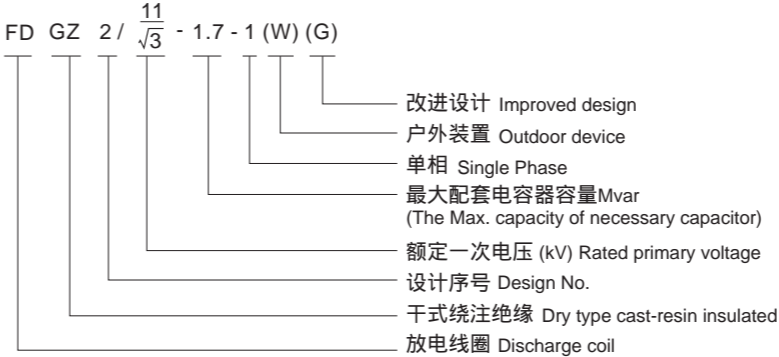 FD GZ 2 / 11/√3 - 1.7 - 1 (W) (G)
改进设计 Improved design
户外装置 Outdoor device
单相 Single Phase
最大配套电容器容量Mvar
(The Max. capacity of necessary capacitor)
额定一次电压 (kV) Rated primary voltage
设计序号 Design No.
干式绕注绝缘 Dry type cast-resin insulated
放电线圈 Discharge coil